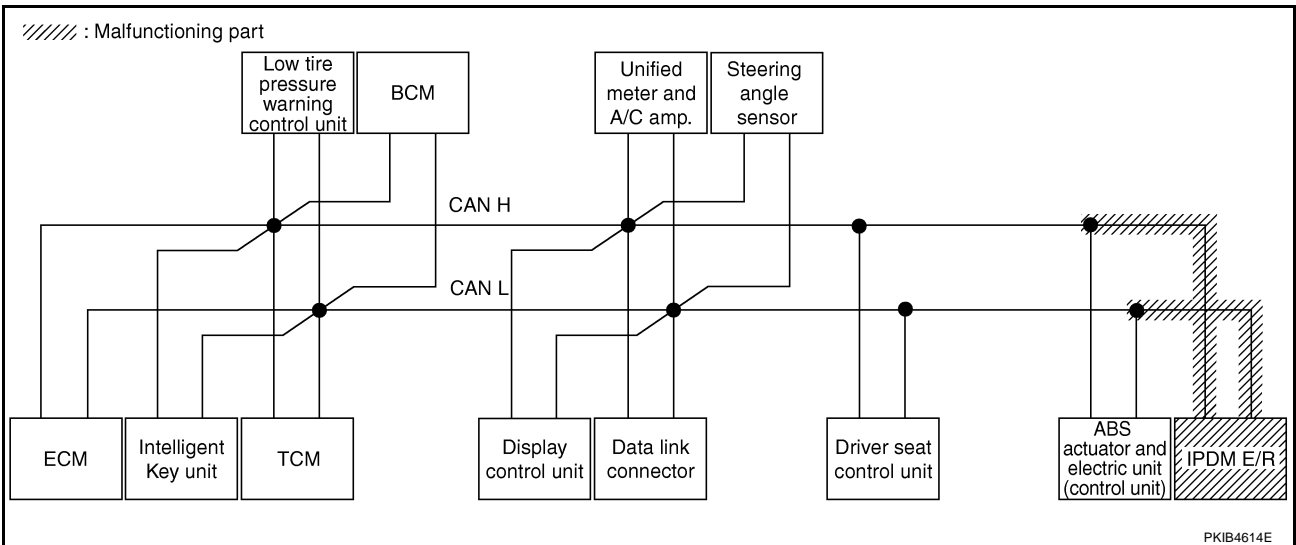 : Malfunctioning part
Low tire
pressure
warning
control unit
BCM
Unified
meter and
A/C amp.
Steering
angle
sensor
CAN H
CAN L
ECM
Intelligent
Key unit
TCM
Display
control unit
Data link
connector
Driver seat
control unit
ABS
actuator and
electric unit
(control unit)
IPDM E/R
PKIB4614E